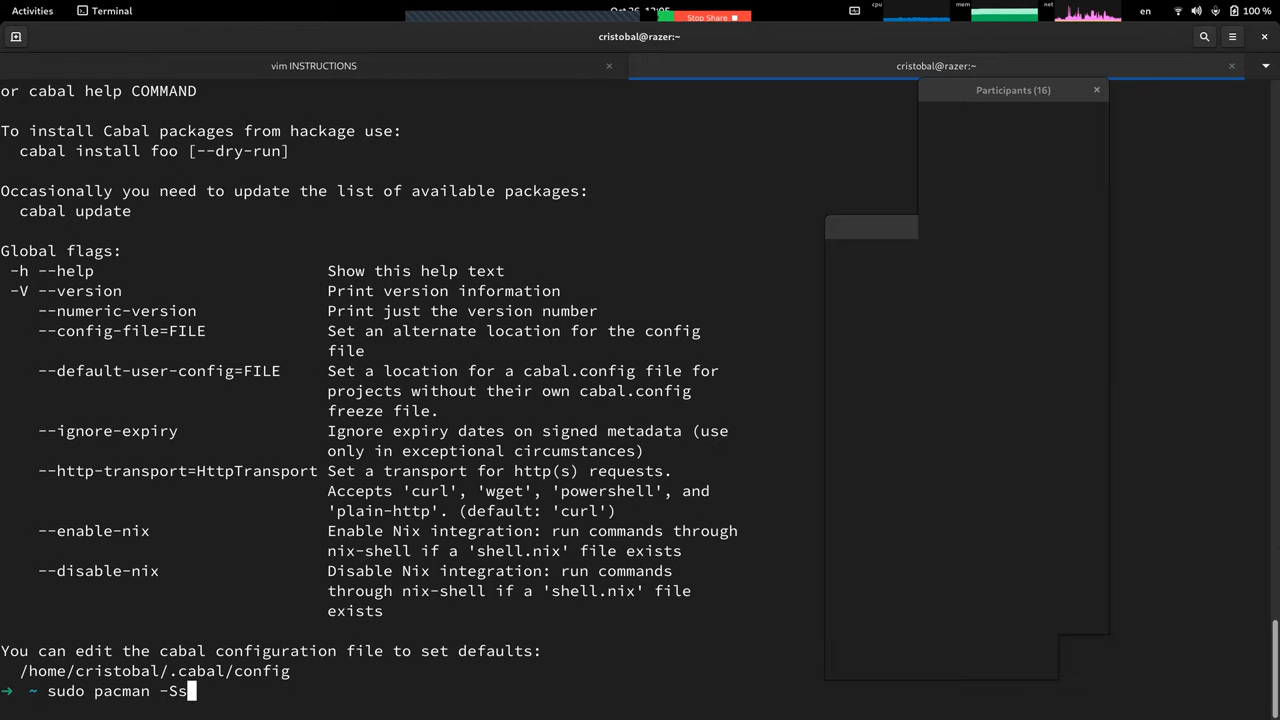 Activities
Terminal
Stop Share
cpu
mem
net
en
100 %
cristobal@razer:~
vim INSTRUCTIONS
cristobal@razer:~
Participants (16)
or cabal help COMMAND
To install Cabal packages from hackage use:
cabal install foo [--dry-run]
Occasionally you need to update the list of available packages:
cabal update
Global flags:
-h --help Show this help text
-V --version Print version information
--numeric-version Print just the version number
--config-file=FILE Set an alternate location for the config
file
--default-user-config=FILE Set a location for a cabal.config file for
projects without their own cabal.config
freeze file.
--ignore-expiry Ignore expiry dates on signed metadata (use
only in exceptional circumstances)
--http-transport=HttpTransport Set a transport for http(s) requests.
Accepts 'curl', 'wget', 'powershell', and
'plain-http'. (default: 'curl')
--enable-nix Enable Nix integration: run commands through
nix-shell if a 'shell.nix' file exists
--disable-nix Disable Nix integration: run commands
through nix-shell if a 'shell.nix' file
exists
You can edit the cabal configuration file to set defaults:
/home/cristobal/.cabal/config
→ ~ sudo pacman -Ss